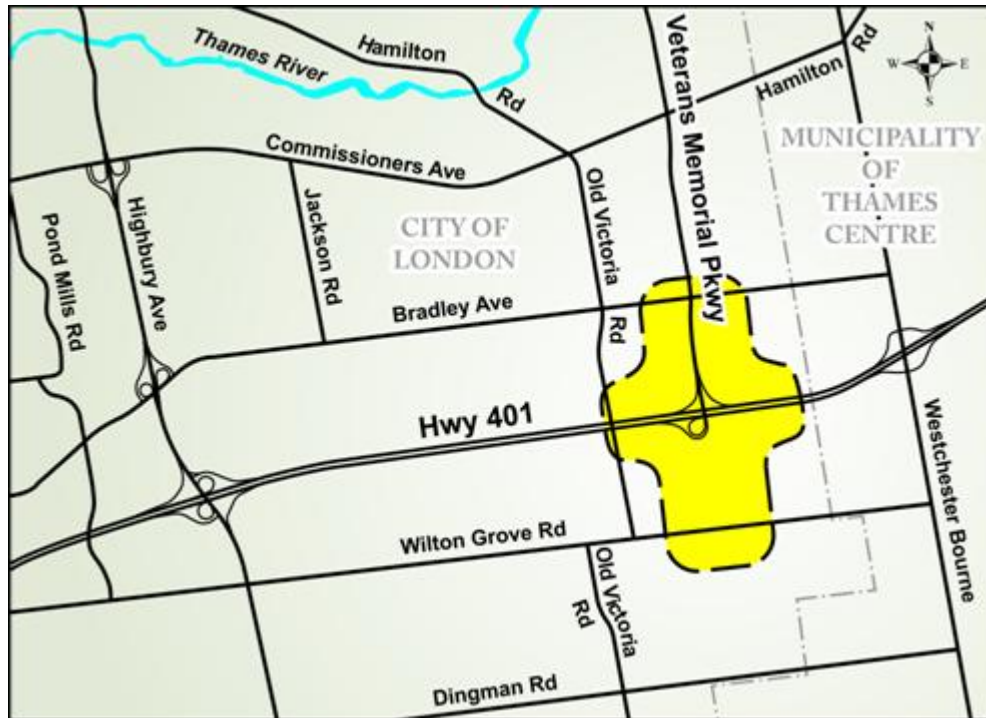 Thames River
Hamilton
Rd
Veterans Memorial Pkwy
Hamilton
Rd
N
W
E
S
MUNICIPALITY
OF
THAMES
CENTRE
Commissioners Ave
Jackson Rd
CITY OF
LONDON
Old Victoria
Rd
Pond Mills Rd
Highbury Ave
Bradley Ave
Hwy 401
Westchester Bourne
Wilton Grove Rd
Old Victoria
Rd
Dingman Rd